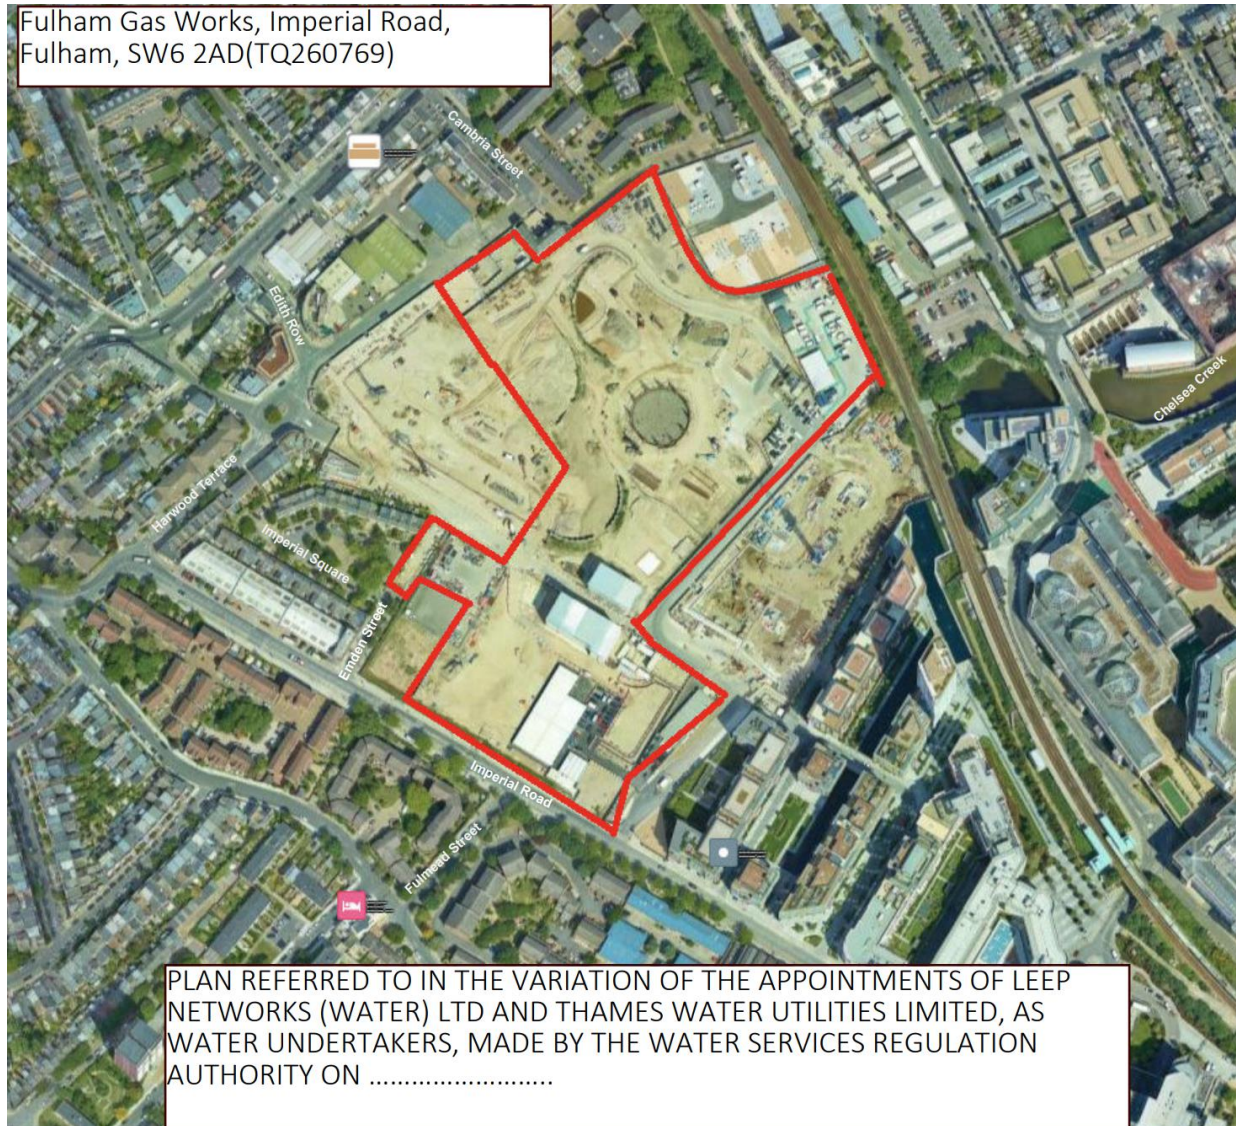 Fulham Gas Works, Imperial Road,
Fulham, SW6 2AD(TQ260769)
Cambria Street
Edith Row
Chelsea Creek
Harwood Terrace
Imperial Square
Emden Street
Imperial Road
Fulmead Street
PLAN REFERRED TO IN THE VARIATION OF THE APPOINTMENTS OF LEEP
NETWORKS (WATER) LTD AND THAMES WATER UTILITIES LIMITED, AS
WATER UNDERTAKERS, MADE BY THE WATER SERVICES REGULATION
AUTHORITY ON ……………………..